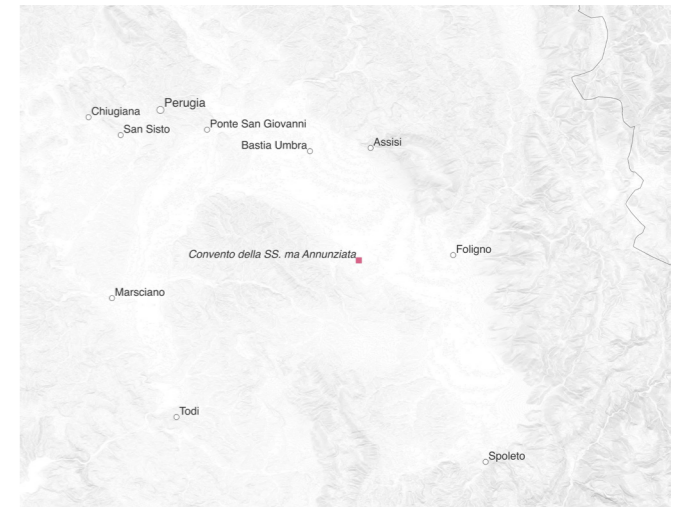 Perugia
Chiugiana
Ponte San Giovanni
San Sisto
Assisi
Bastia Umbra
Foligno
Convento della SS. ma Annunziata
Marsciano
Todi
Spoleto